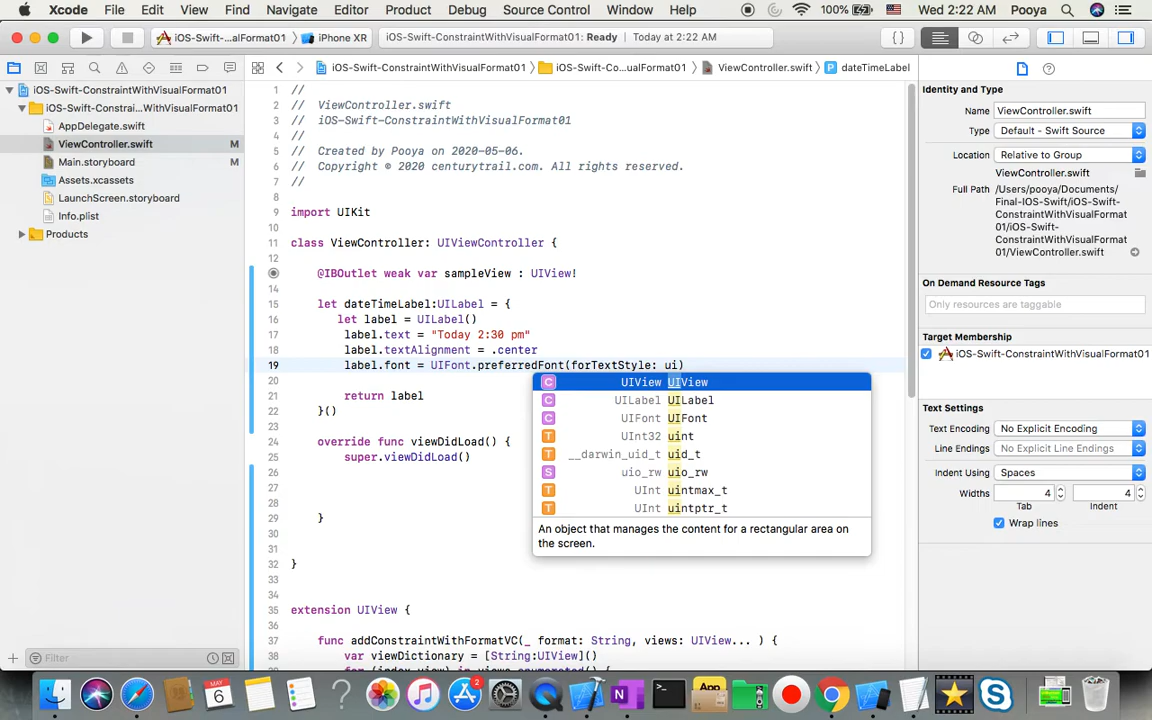 Xcode File Edit View Find Navigate Editor Product Debug Source Control Window Help 100% Wed 2:22 AM Pooya
iOS-Swift-...alFormat01 iPhone XR iOS-Swift-ConstraintWithVisualFormat01: Ready Today at 2:22 AM
iOS-Swift-ConstraintWithVisualFormat01 iOS-Swift-Co...ualFormat01 ViewController.swift P dateTimeLabel
iOS-Swift-ConstraintWithVisualFormat01
iOS-Swift-Constrai...WithVisualFormat01
AppDelegate.swift
ViewController.swift M
Main.storyboard M
Assets.xcassets
LaunchScreen.storyboard
Info.plist
Products
Filter
1 //
2 // ViewController.swift
3 // iOS-Swift-ConstraintWithVisualFormat01
4 //
5 // Created by Pooya on 2020-05-06.
6 // Copyright © 2020 centurytrail.com. All rights reserved.
7 //
8
9 import UIKit
10
11 class ViewController: UIViewController {
12
@IBOutlet weak var sampleView : UIView!
14
15 let dateTimeLabel:UILabel = {
16 let label = UILabel()
17 label.text = "Today 2:30 pm"
18 label.textAlignment = .center
19 label.font = UIFont.preferredFont(forTextStyle: ui)
20
21 return label
22 }()
23
24 override func viewDidLoad() {
25 super.viewDidLoad()
26
27
28
29 }
30
31
32 }
33
34
35 extension UIView {
36
37 func addConstraintWithFormatVC(_ format: String, views: UIView... ) {
38 var viewDictionary = [String:UIView]()
for (index,view) in views.enumerated() {
C UIView UIView
C UILabel UILabel
C UIFont UIFont
T UInt32 uint
T __darwin_uid_t uid_t
S uio_rw uio_rw
T UInt uintmax_t
T UInt uintptr_t
An object that manages the content for a rectangular area on
the screen.
Identity and Type
Name ViewController.swift
Type Default - Swift Source
Location Relative to Group
ViewController.swift
Full Path /Users/pooya/Documents/
Final-iOS-Swift/iOS-Swift-
ConstraintWithVisualFormat
01/iOS-Swift-
ConstraintWithVisualFormat
01/ViewController.swift
On Demand Resource Tags
Only resources are taggable
Target Membership
iOS-Swift-ConstraintWithVisualFormat01
Text Settings
Text Encoding No Explicit Encoding
Line Endings No Explicit Line Endings
Indent Using Spaces
Widths 4 4
Tab Indent
Wrap lines
MAY
6
2
N
App
S